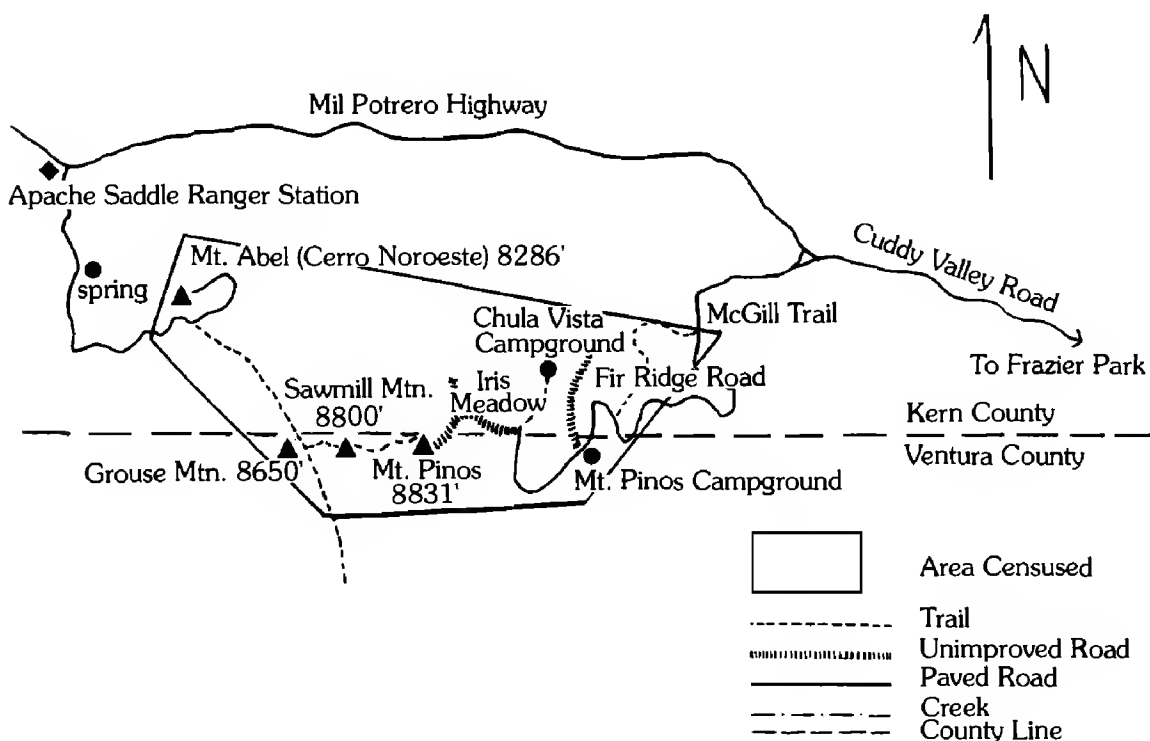 N
Mil Potrero Highway
Apache Saddle Ranger Station
Mt. Abel (Cerro Noroeste) 8286'
spring
Cuddy Valley Road
McGill Trail
Chula Vista
Campground
To Frazier Park
Sawmill Mtn.
8800'
Iris
Meadow
Fir Ridge Road
Kern County
Ventura County
Grouse Mtn. 8650'
Mt. Pinos
8831'
Mt. Pinos Campground
Area Censused
Trail
Unimproved Road
Paved Road
Creek
County Line